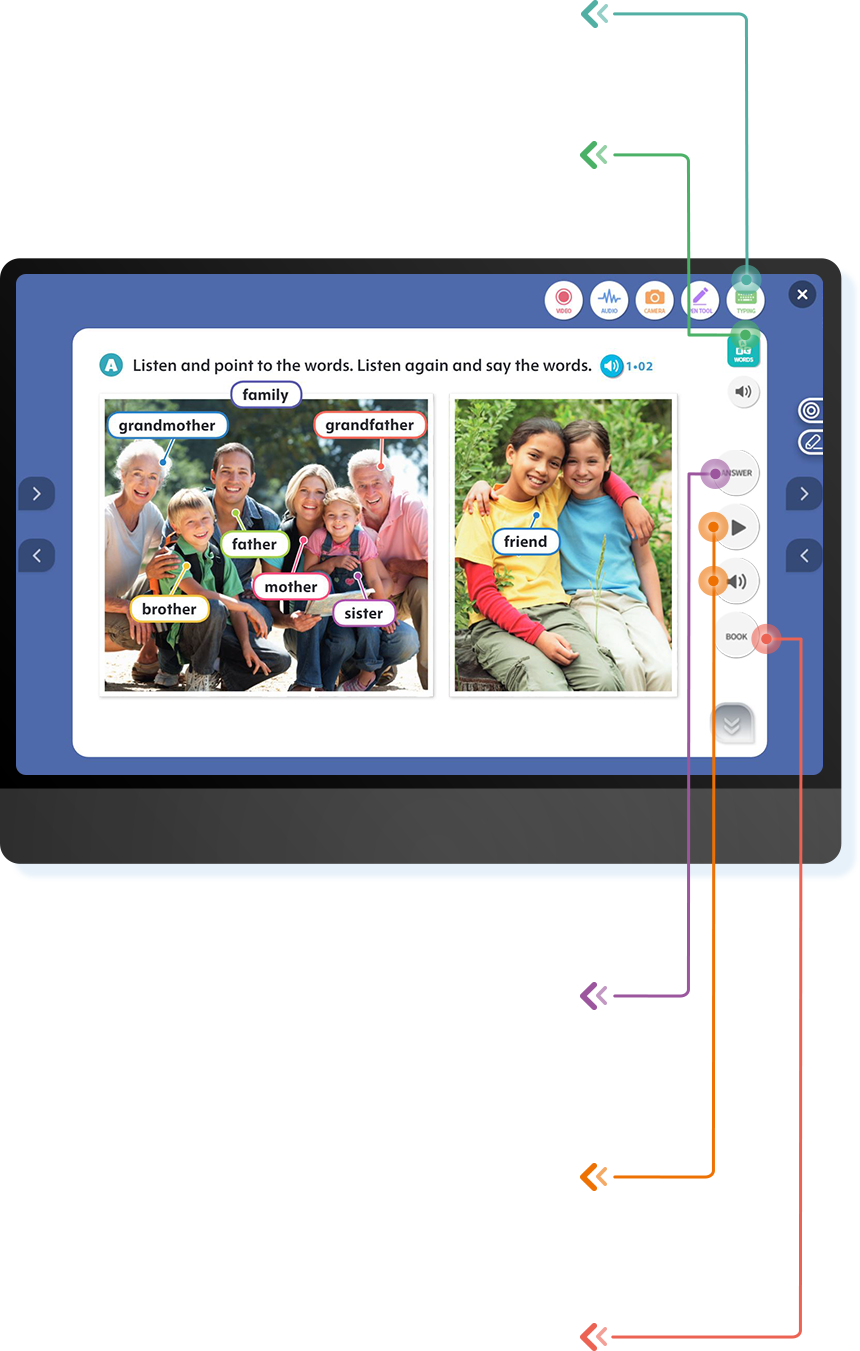 VIDEO
AUDIO
CAMERA
PEN TOOL
TYPING
WORDS
A Listen and point to the words. Listen again and say the words. 1•02
family
grandmother
grandfather
father
mother
brother
sister
friend
ANSWER
BOOK